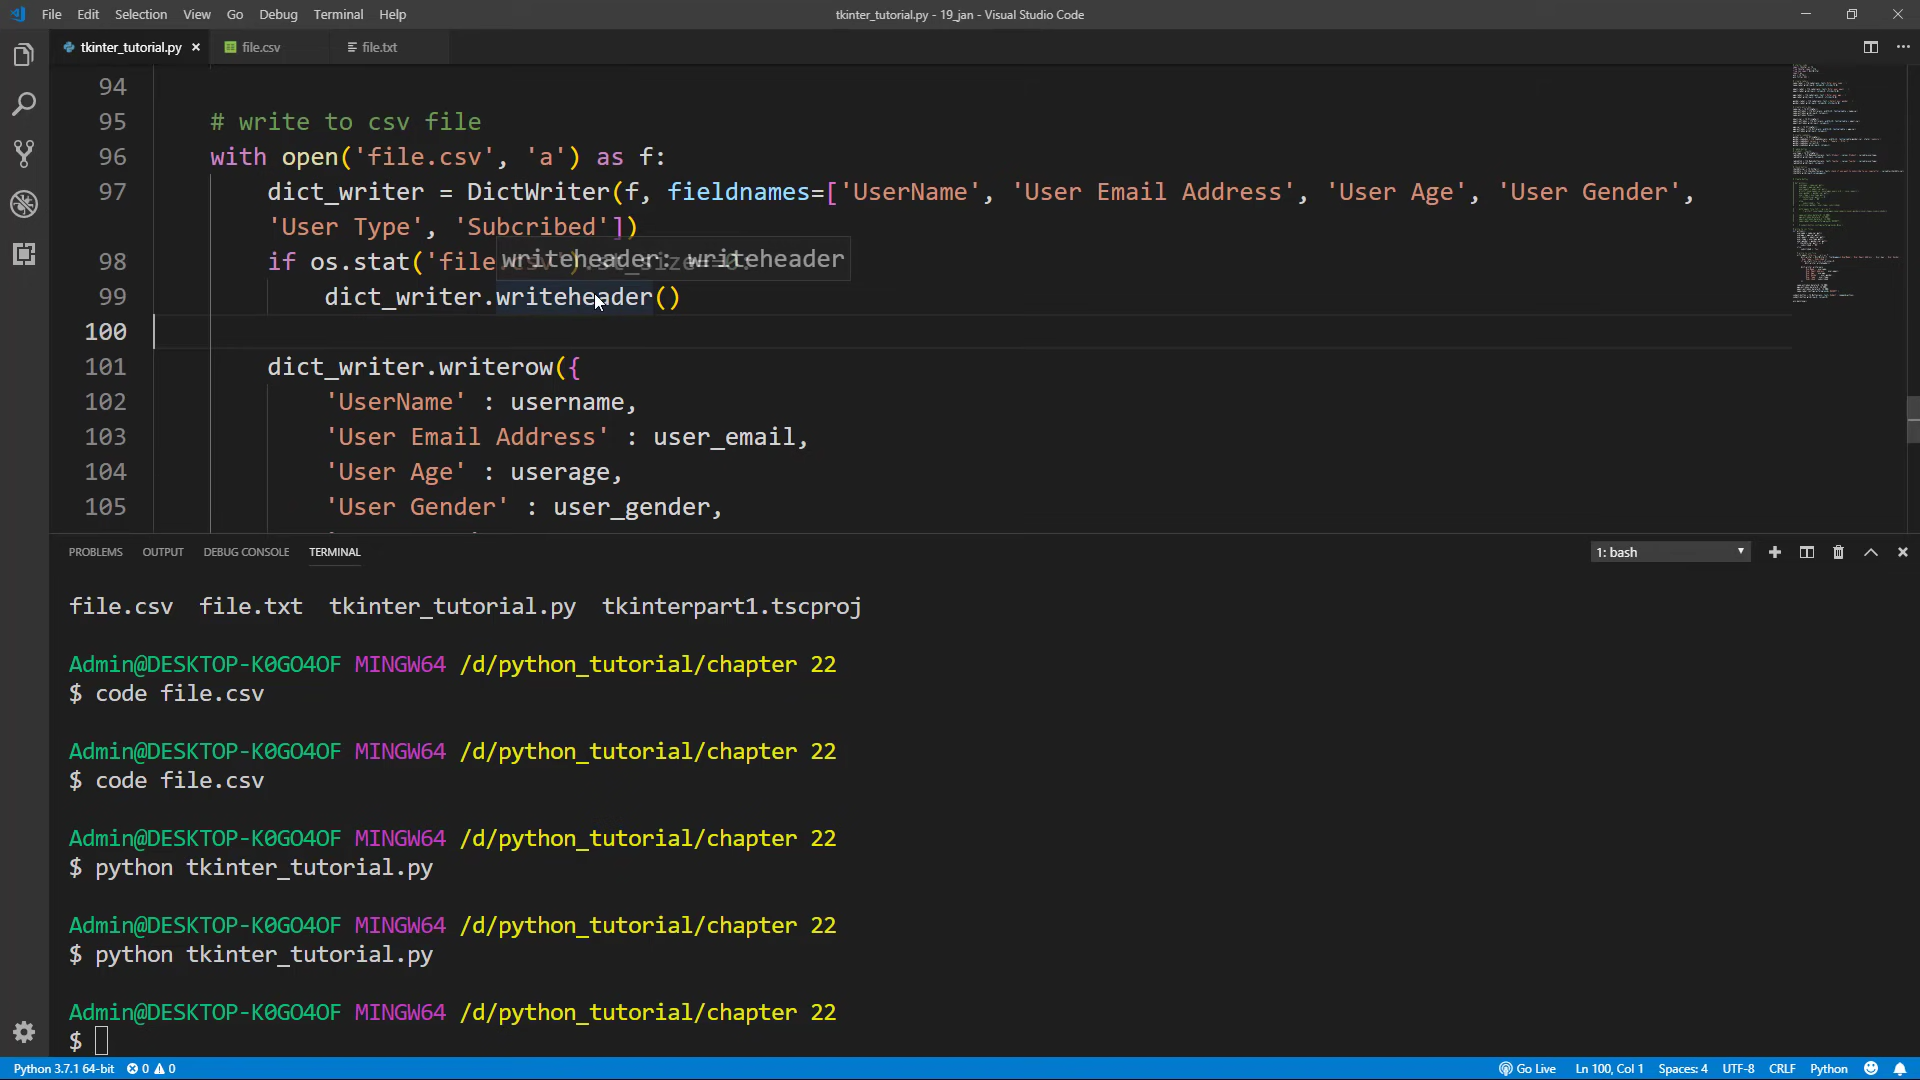 File Edit Selection View Go Debug Terminal Help
tkinter_tutorial.py - 19_jan - Visual Studio Code
tkinter_tutorial.py × file.csv file.txt
94
95 # write to csv file
96 with open('file.csv', 'a') as f:
97 dict_writer = DictWriter(f, fieldnames=['UserName', 'User Email Address', 'User Age', 'User Gender',
'User Type', 'Subcribed'])
98 if os.stat('file.csv').st_size==0:
writeheader: writeheader
99 dict_writer.writeheader()
100
101 dict_writer.writerow({
102 'UserName' : username,
103 'User Email Address' : user_email,
104 'User Age' : userage,
105 'User Gender' : user_gender,
PROBLEMS OUTPUT DEBUG CONSOLE TERMINAL
1: bash
file.csv file.txt tkinter_tutorial.py tkinterpart1.tscproj
Admin@DESKTOP-K0GO4OF MINGW64 /d/python_tutorial/chapter 22
$ code file.csv
Admin@DESKTOP-K0GO4OF MINGW64 /d/python_tutorial/chapter 22
$ code file.csv
Admin@DESKTOP-K0GO4OF MINGW64 /d/python_tutorial/chapter 22
$ python tkinter_tutorial.py
Admin@DESKTOP-K0GO4OF MINGW64 /d/python_tutorial/chapter 22
$ python tkinter_tutorial.py
Admin@DESKTOP-K0GO4OF MINGW64 /d/python_tutorial/chapter 22
$
Python 3.7.1 64-bit 0 0
Go Live Ln 100, Col 1 Spaces: 4 UTF-8 CRLF Python